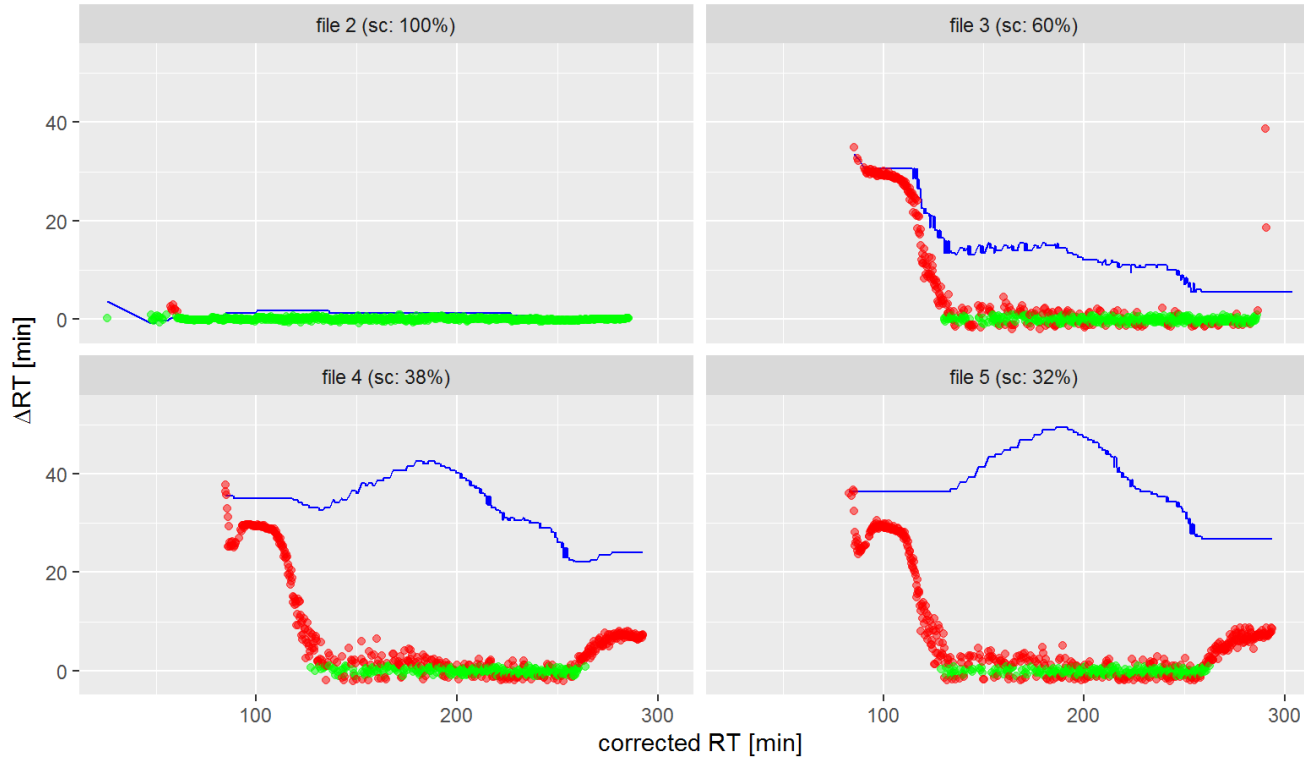 file 2 (sc: 100%)
file 3 (sc: 60%)
40
20
0
file 4 (sc: 38%)
file 5 (sc: 32%)
40
20
0
ΔRT [min]
100
200
300
100
200
300
corrected RT [min]